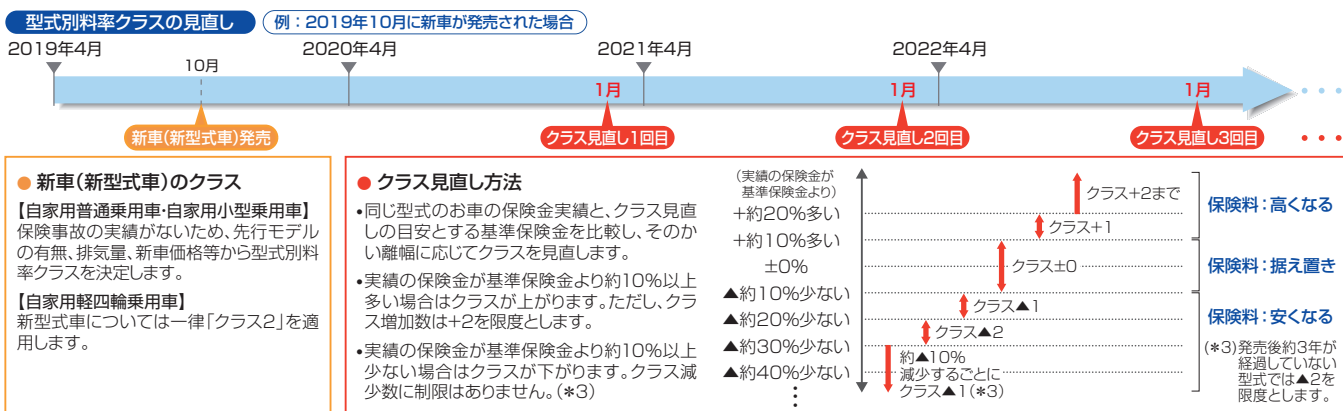 型式別料率クラスの見直し
例：2019年10月に新車が発売された場合
2019年4月
2020年4月
2021年4月
2022年4月
10月
1月
1月
1月
新車(新型式車)発売
クラス見直し1回目
クラス見直し2回目
クラス見直し3回目
● 新車(新型式車)のクラス
【自家用普通乗用車・自家用小型乗用車】
保険事故の実績がないため、先行モデル
の有無、排気量、新車価格等から型式別料
率クラスを決定します。
【自家用軽四輪乗用車】
新型式車については一律「クラス2」を適
用します。
● クラス見直し方法
•同じ型式のお車の保険金実績と、クラス見直
しの目安とする基準保険金を比較し、そのか
い離幅に応じてクラスを見直します。
•実績の保険金が基準保険金より約10%以上
多い場合はクラスが上がります。ただし、クラ
ス増加数は+2を限度とします。
•実績の保険金が基準保険金より約10%以上
少ない場合はクラスが下がります。クラス減
少数に制限はありません。(*3)
(実績の保険金が
基準保険金より)
+約20%多い
+約10%多い
±0%
▲約10%少ない
▲約20%少ない
▲約30%少ない
▲約40%少ない
クラス+2まで
クラス+1
クラス±0
クラス▲1
クラス▲2
約▲10%
減少するごとに
クラス▲1(*3)
保険料：高くなる
保険料：据え置き
保険料：安くなる
(*3)発売後約3年が
経過していない
型式では▲2を
限度とします。